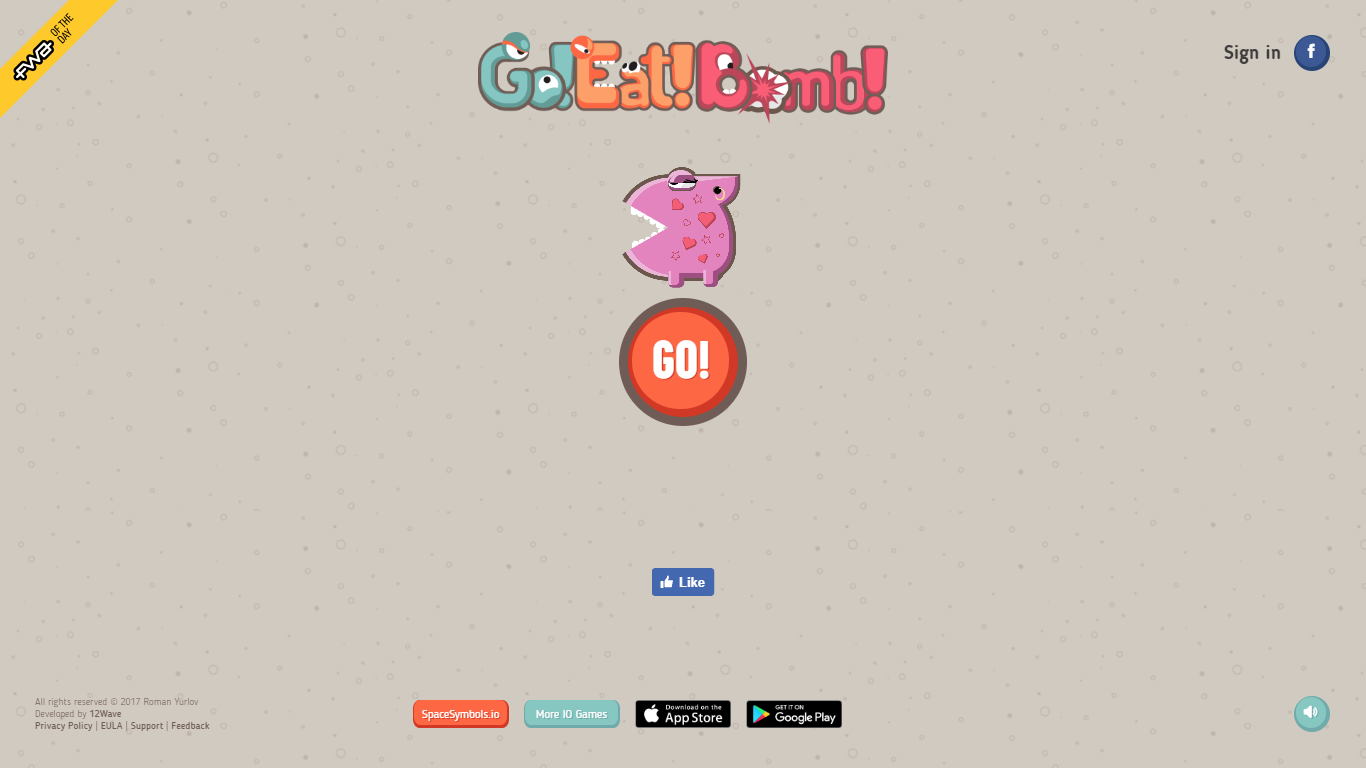 fwa OF THE
DAY
Go! Eat! Bomb!
Sign in
f
GO!
Like
All rights reserved © 2017 Roman Yurlov
Developed by 12Wave
Privacy Policy | EULA | Support | Feedback
SpaceSymbols.io
More IO Games
Download on the
App Store
GET IT ON
Google Play